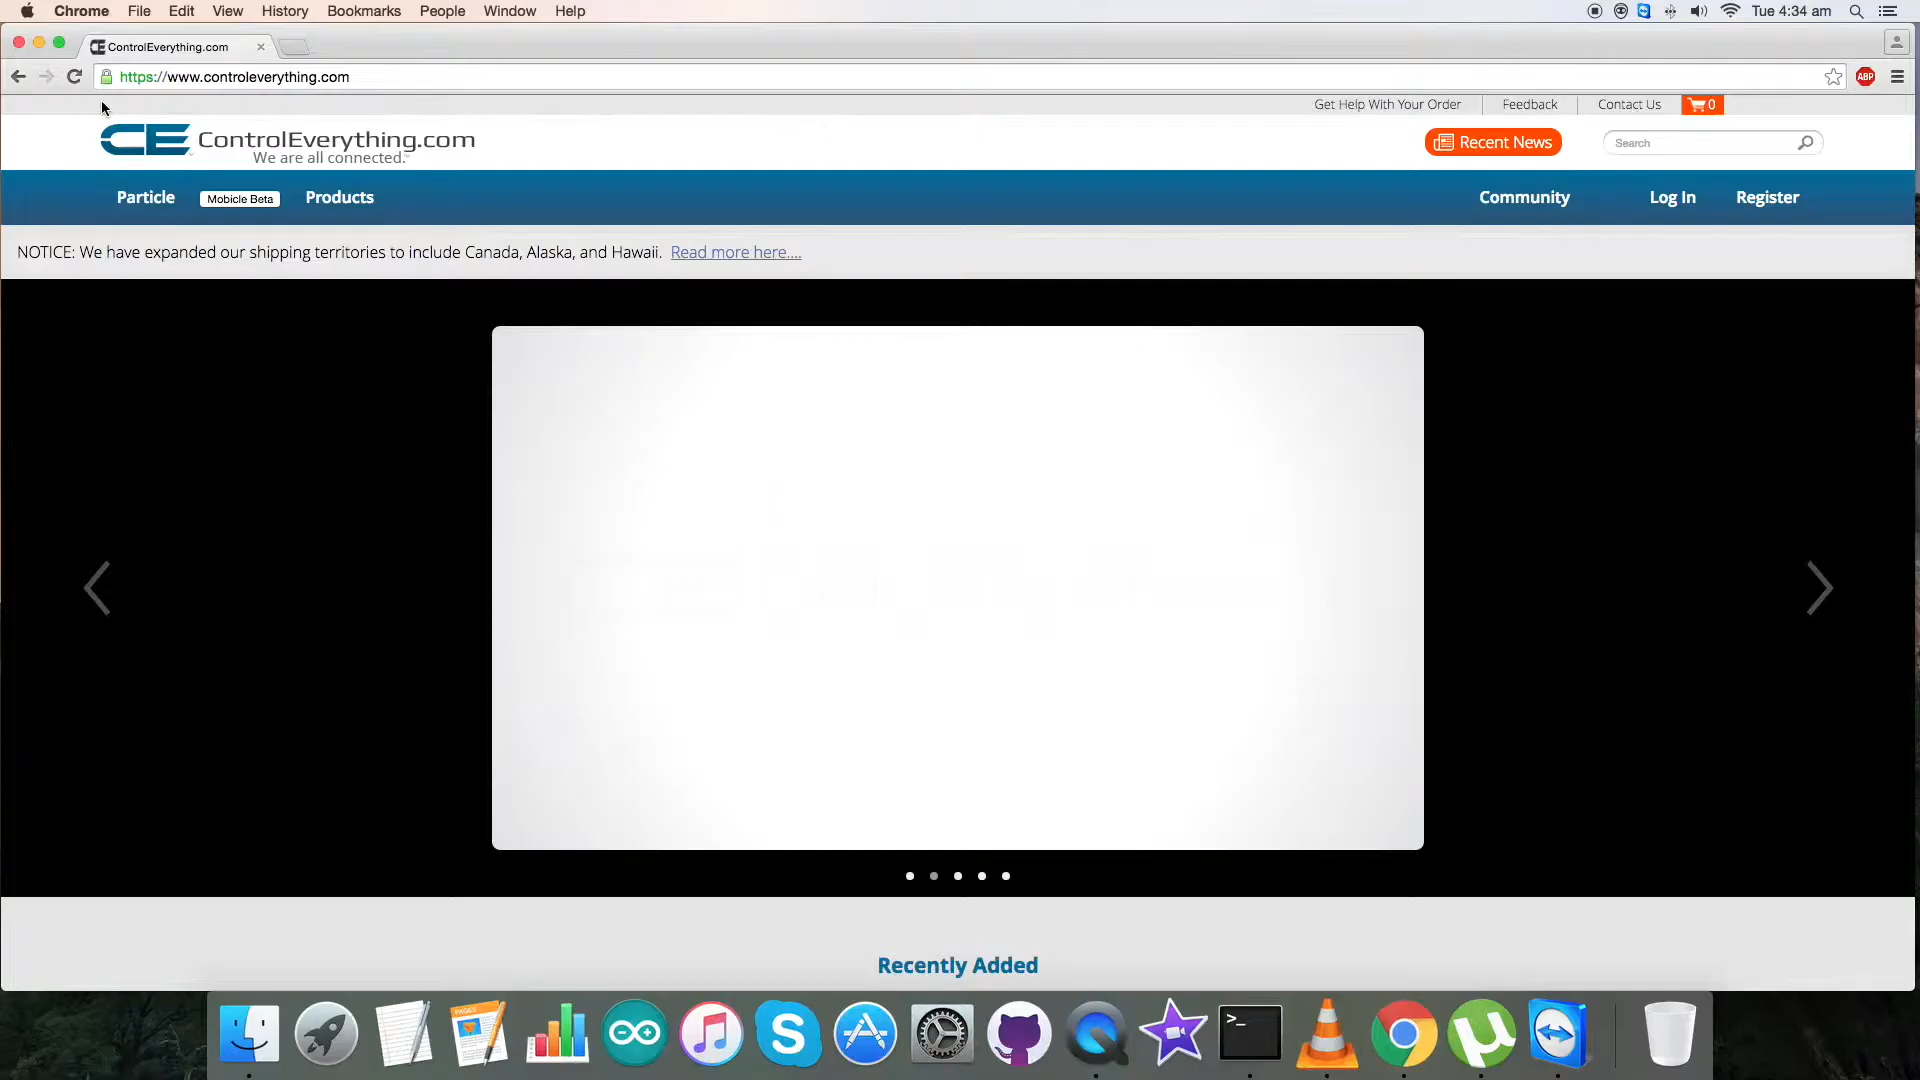 Chrome File Edit View History Bookmarks People Window Help Tue 4:34 am
ControlEverything.com
https://www.controleverything.com ABP
Get Help With Your Order Feedback Contact Us 0
CE ControlEverything.com
We are all connected.
Recent News Search
Particle Mobicle Beta Products Community Log In Register
NOTICE: We have expanded our shipping territories to include Canada, Alaska, and Hawaii. Read more here....
Recently Added
PAGES
>_